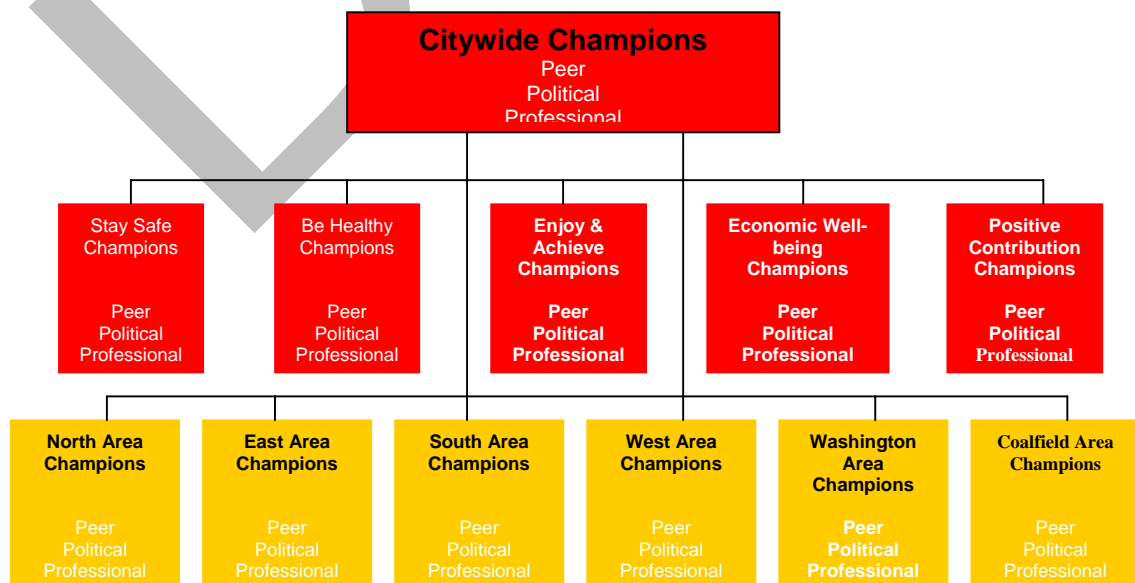 Citywide Champions
Peer
Political
Professional
Stay Safe
Champions
Peer
Political
Professional
Be Healthy
Champions
Peer
Political
Professional
Enjoy &
Achieve
Champions
Peer
Political
Professional
Economic Well-
being
Champions
Peer
Political
Professional
Positive
Contribution
Champions
Peer
Political
Professional
North Area
Champions
Peer
Political
Professional
East Area
Champions
Peer
Political
Professional
South Area
Champions
Peer
Political
Professional
West Area
Champions
Peer
Political
Professional
Washington
Area
Champions
Peer
Political
Professional
Coalfield Area
Champions
Peer
Political
Professional